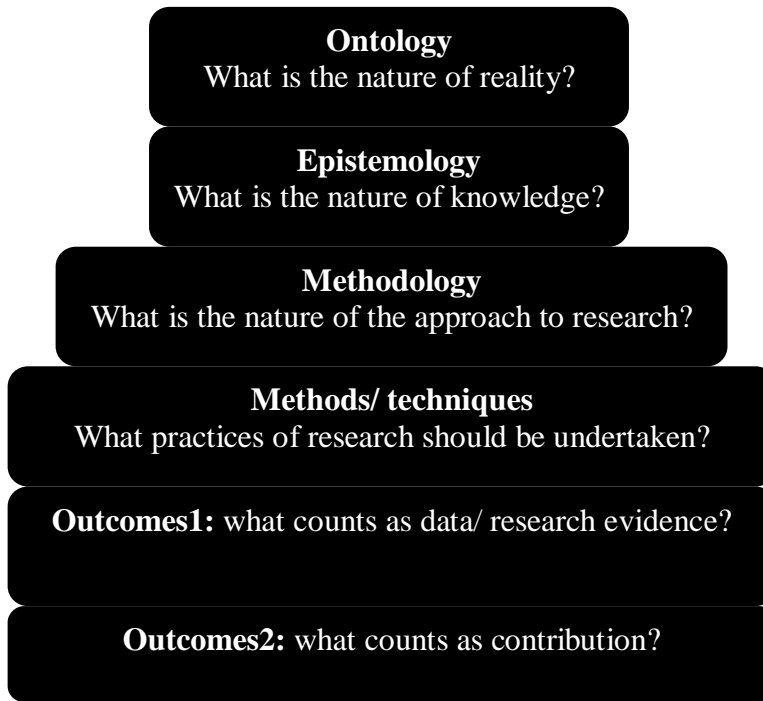 Ontology
What is the nature of reality?
Epistemology
What is the nature of knowledge?
Methodology
What is the nature of the approach to research?
Methods/ techniques
What practices of research should be undertaken?
Outcomes1: what counts as data/ research evidence?
Outcomes2: what counts as contribution?